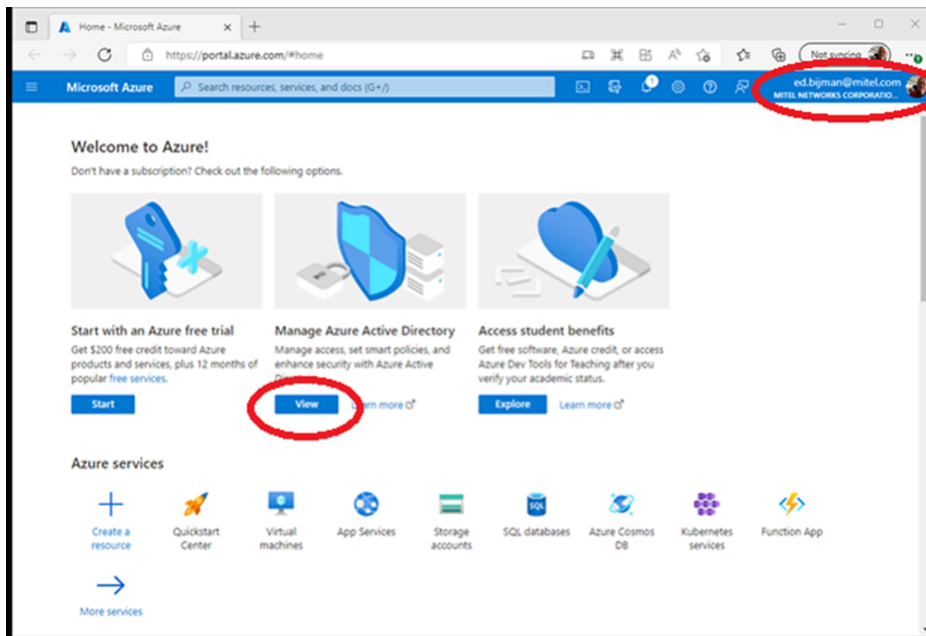 Home - Microsoft Azure
https://portal.azure.com/#home
Not syncing
Microsoft Azure
Search resources, services, and docs (G+/)
1
ed.bijman@mitel.com
MITEL NETWORKS CORPORATIO...
Welcome to Azure!
Don't have a subscription? Check out the following options.
Start with an Azure free trial
Get $200 free credit toward Azure
products and services, plus 12 months of
popular free services.
Start
Manage Azure Active Directory
Manage access, set smart policies, and
enhance security with Azure Active
View
Learn more
Access student benefits
Get free software, Azure credit, or access
Azure Dev Tools for Teaching after you
verify your academic status.
Explore
Learn more
Azure services
Create a
resource
Quickstart
Center
Virtual
machines
App Services
Storage
accounts
SQL
SQL databases
Azure Cosmos
DB
Kubernetes
services
Function App
More services